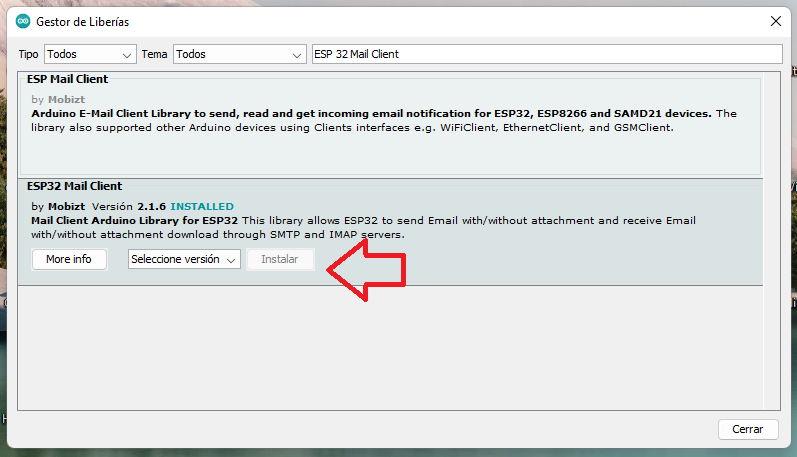 Gestor de Liberías
Tipo Todos Tema Todos ESP 32 Mail Client
ESP Mail Client
by Mobizt
Arduino E-Mail Client Library to send, read and get incoming email notification for ESP32, ESP8266 and SAMD21 devices. The
library also supported other Arduino devices using Clients interfaces e.g. WiFiClient, EthernetClient, and GSMClient.
ESP32 Mail Client
by Mobizt Versión 2.1.6 INSTALLED
Mail Client Arduino Library for ESP32 This library allows ESP32 to send Email with/without attachment and receive Email
with/without attachment download through SMTP and IMAP servers.
More info Seleccione versión Instalar
Cerrar